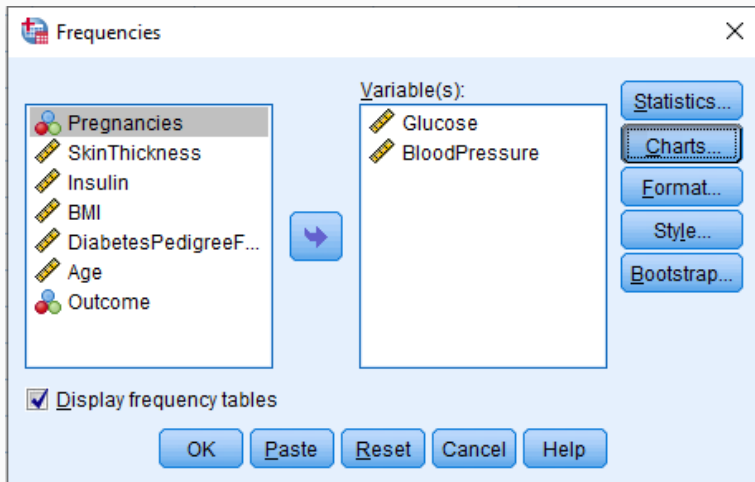 Frequencies
Variable(s):
Pregnancies
SkinThickness
Insulin
BMI
DiabetesPedigreeF...
Age
Outcome
Glucose
BloodPressure
Statistics...
Charts...
Format...
Style...
Bootstrap...
Display frequency tables
OK Paste Reset Cancel Help